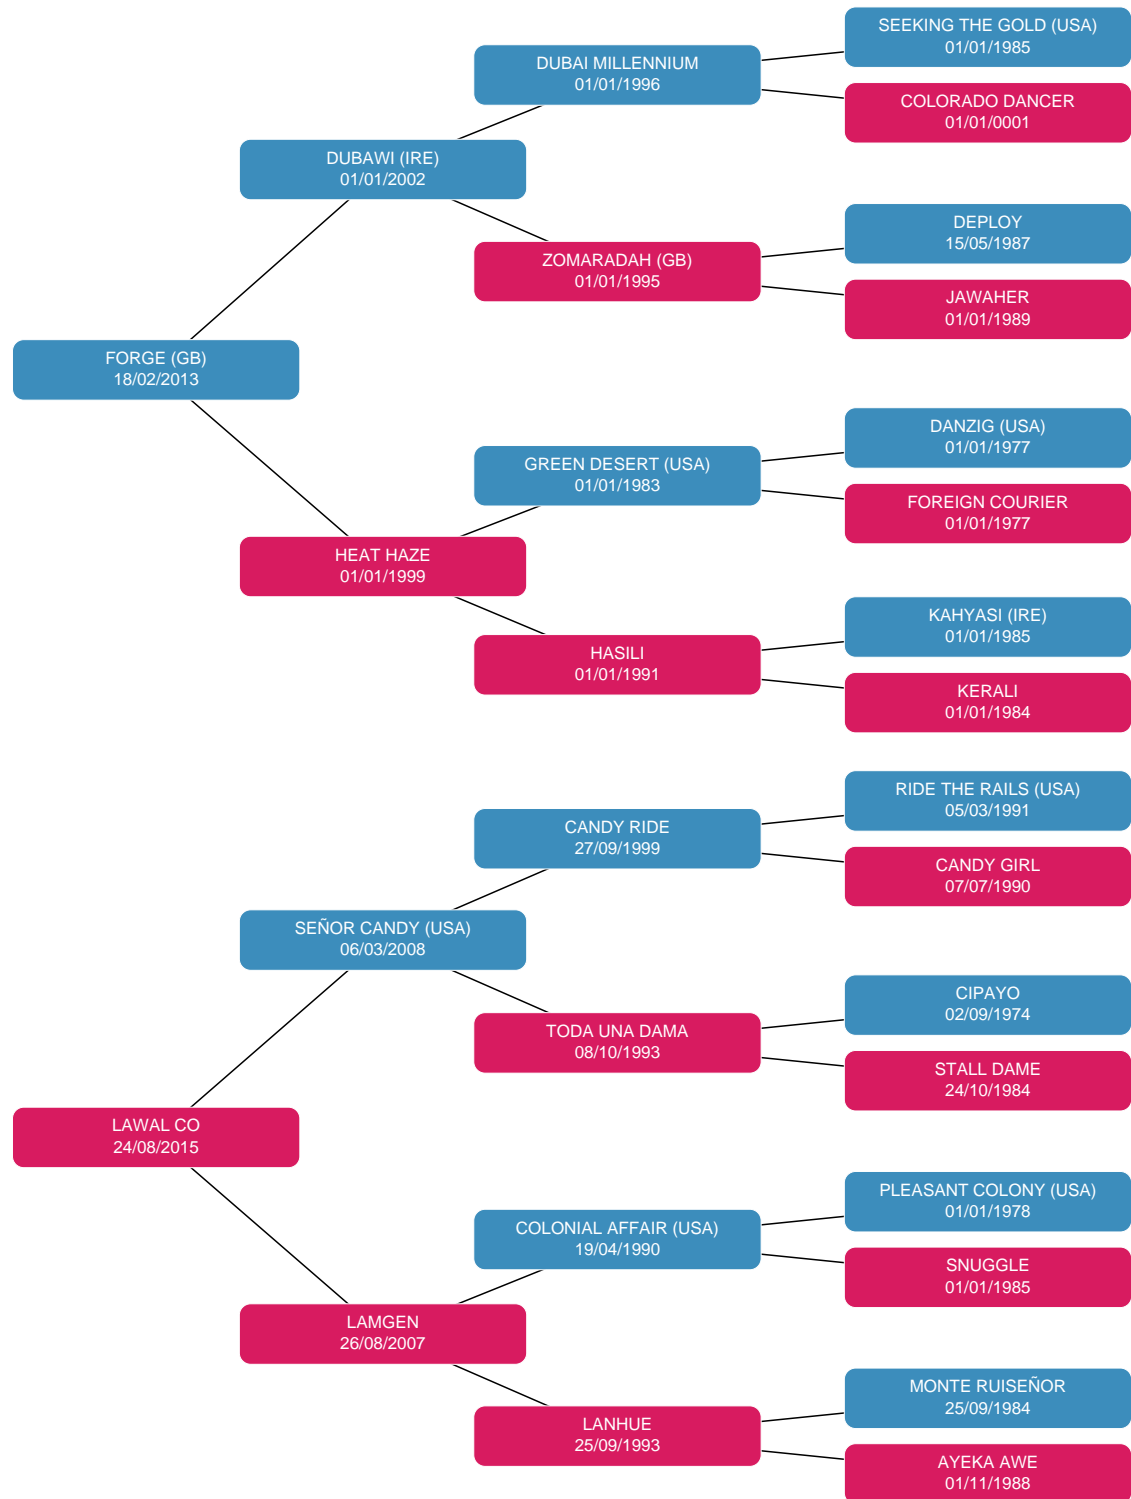 SEEKING THE GOLD (USA)
01/01/1985
DUBAI MILLENNIUM
01/01/1996
COLORADO DANCER
01/01/0001
DUBAWI (IRE)
01/01/2002
DEPLOY
15/05/1987
ZOMARADAH (GB)
01/01/1995
JAWAHER
01/01/1989
FORGE (GB)
18/02/2013
DANZIG (USA)
01/01/1977
GREEN DESERT (USA)
01/01/1983
FOREIGN COURIER
01/01/1977
HEAT HAZE
01/01/1999
KAHYASI (IRE)
01/01/1985
HASILI
01/01/1991
KERALI
01/01/1984
RIDE THE RAILS (USA)
05/03/1991
CANDY RIDE
27/09/1999
CANDY GIRL
07/07/1990
SEÑOR CANDY (USA)
06/03/2008
CIPAYO
02/09/1974
TODA UNA DAMA
08/10/1993
STALL DAME
24/10/1984
LAWAL CO
24/08/2015
PLEASANT COLONY (USA)
01/01/1978
COLONIAL AFFAIR (USA)
19/04/1990
SNUGGLE
01/01/1985
LAMGEN
26/08/2007
MONTE RUISEÑOR
25/09/1984
LANHUE
25/09/1993
AYEKA AWE
01/11/1988